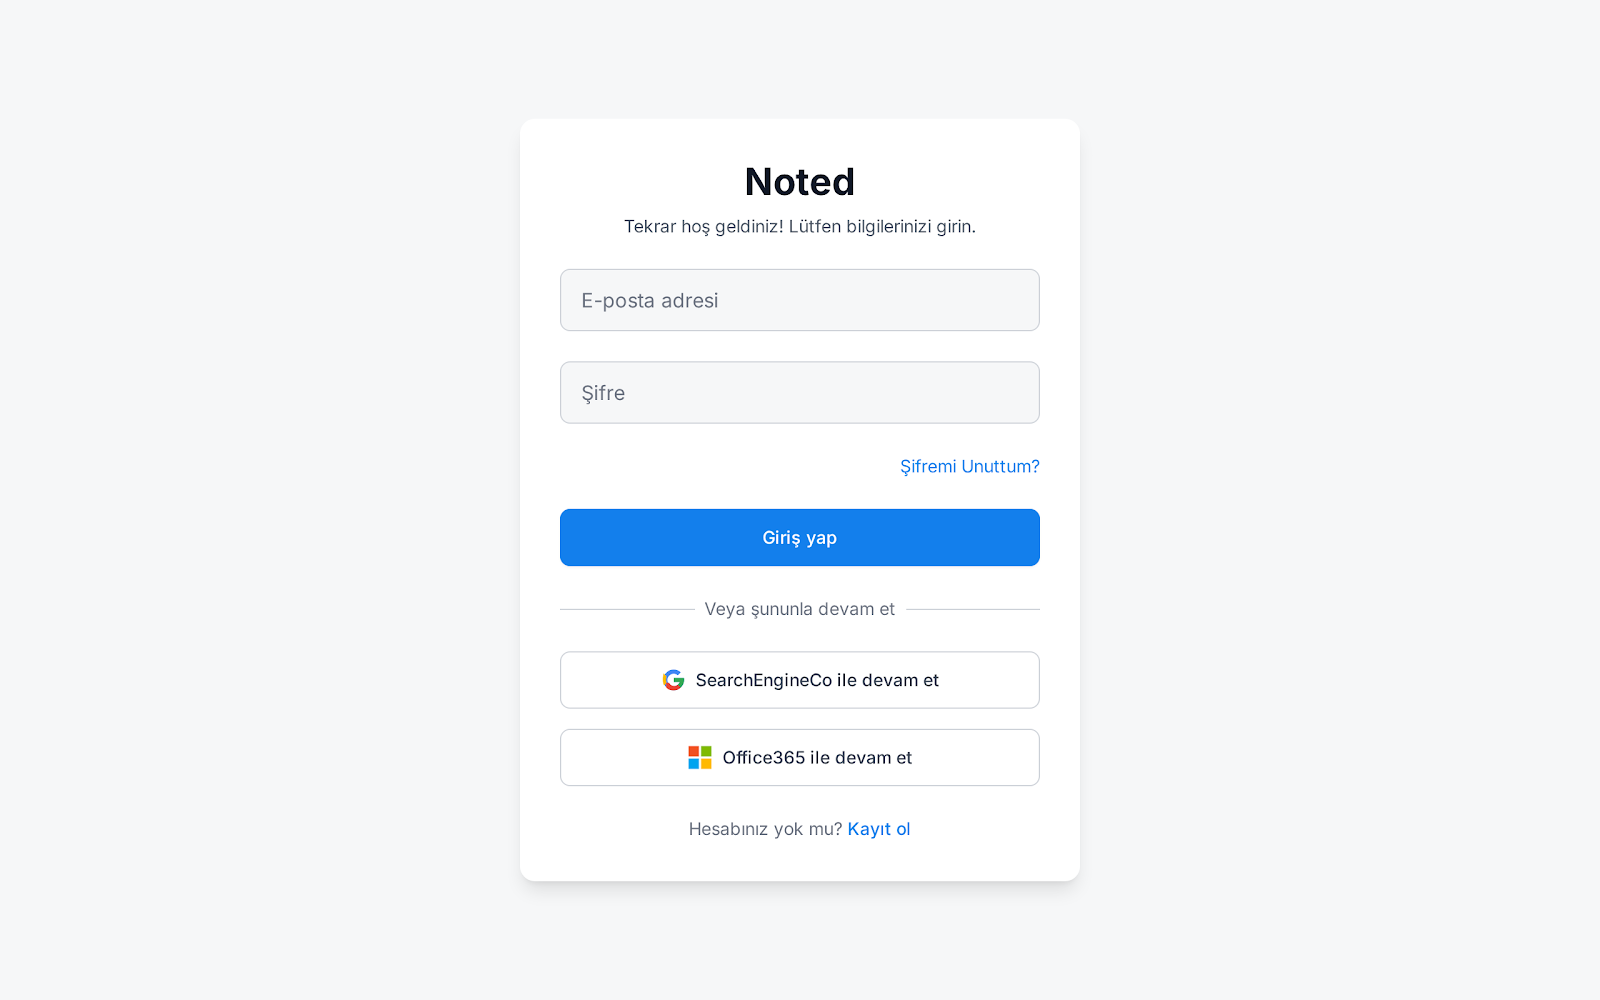 Noted
Tekrar hoş geldiniz! Lütfen bilgilerinizi girin.
E-posta adresi
Şifre
Şifremi Unuttum?
Giriş yap
Veya şununla devam et
SearchEngineCo ile devam et
Office365 ile devam et
Hesabınız yok mu? Kayıt ol